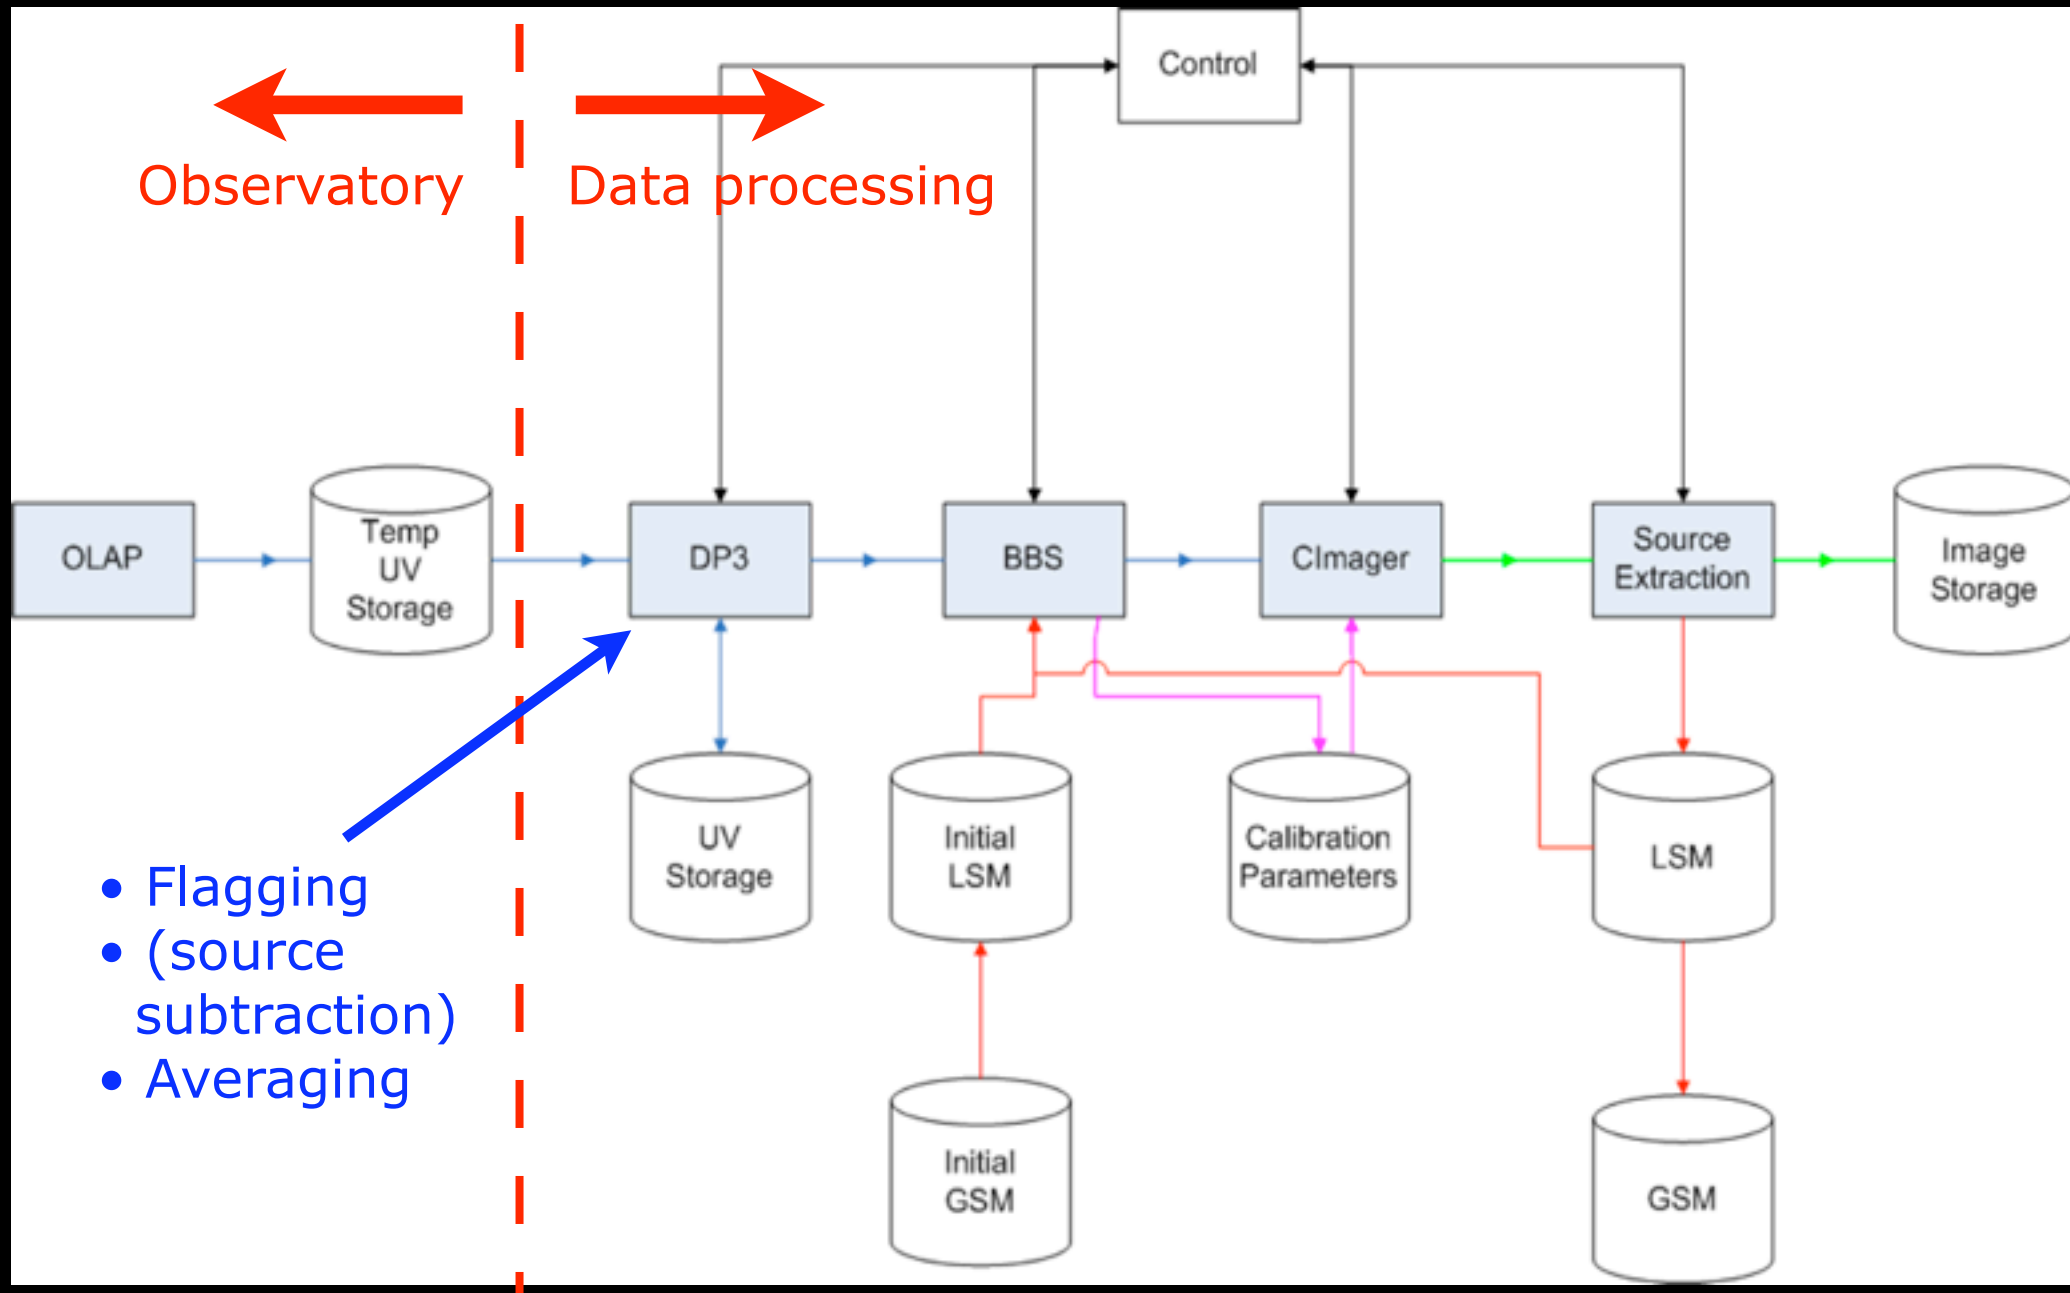 Control
Observatory
Data processing
OLAP
Temp
UV
Storage
DP3
BBS
CImager
Source
Extraction
Image
Storage
UV
Storage
Initial
LSM
Calibration
Parameters
LSM
• Flagging
• (source
subtraction)
• Averaging
Initial
GSM
GSM